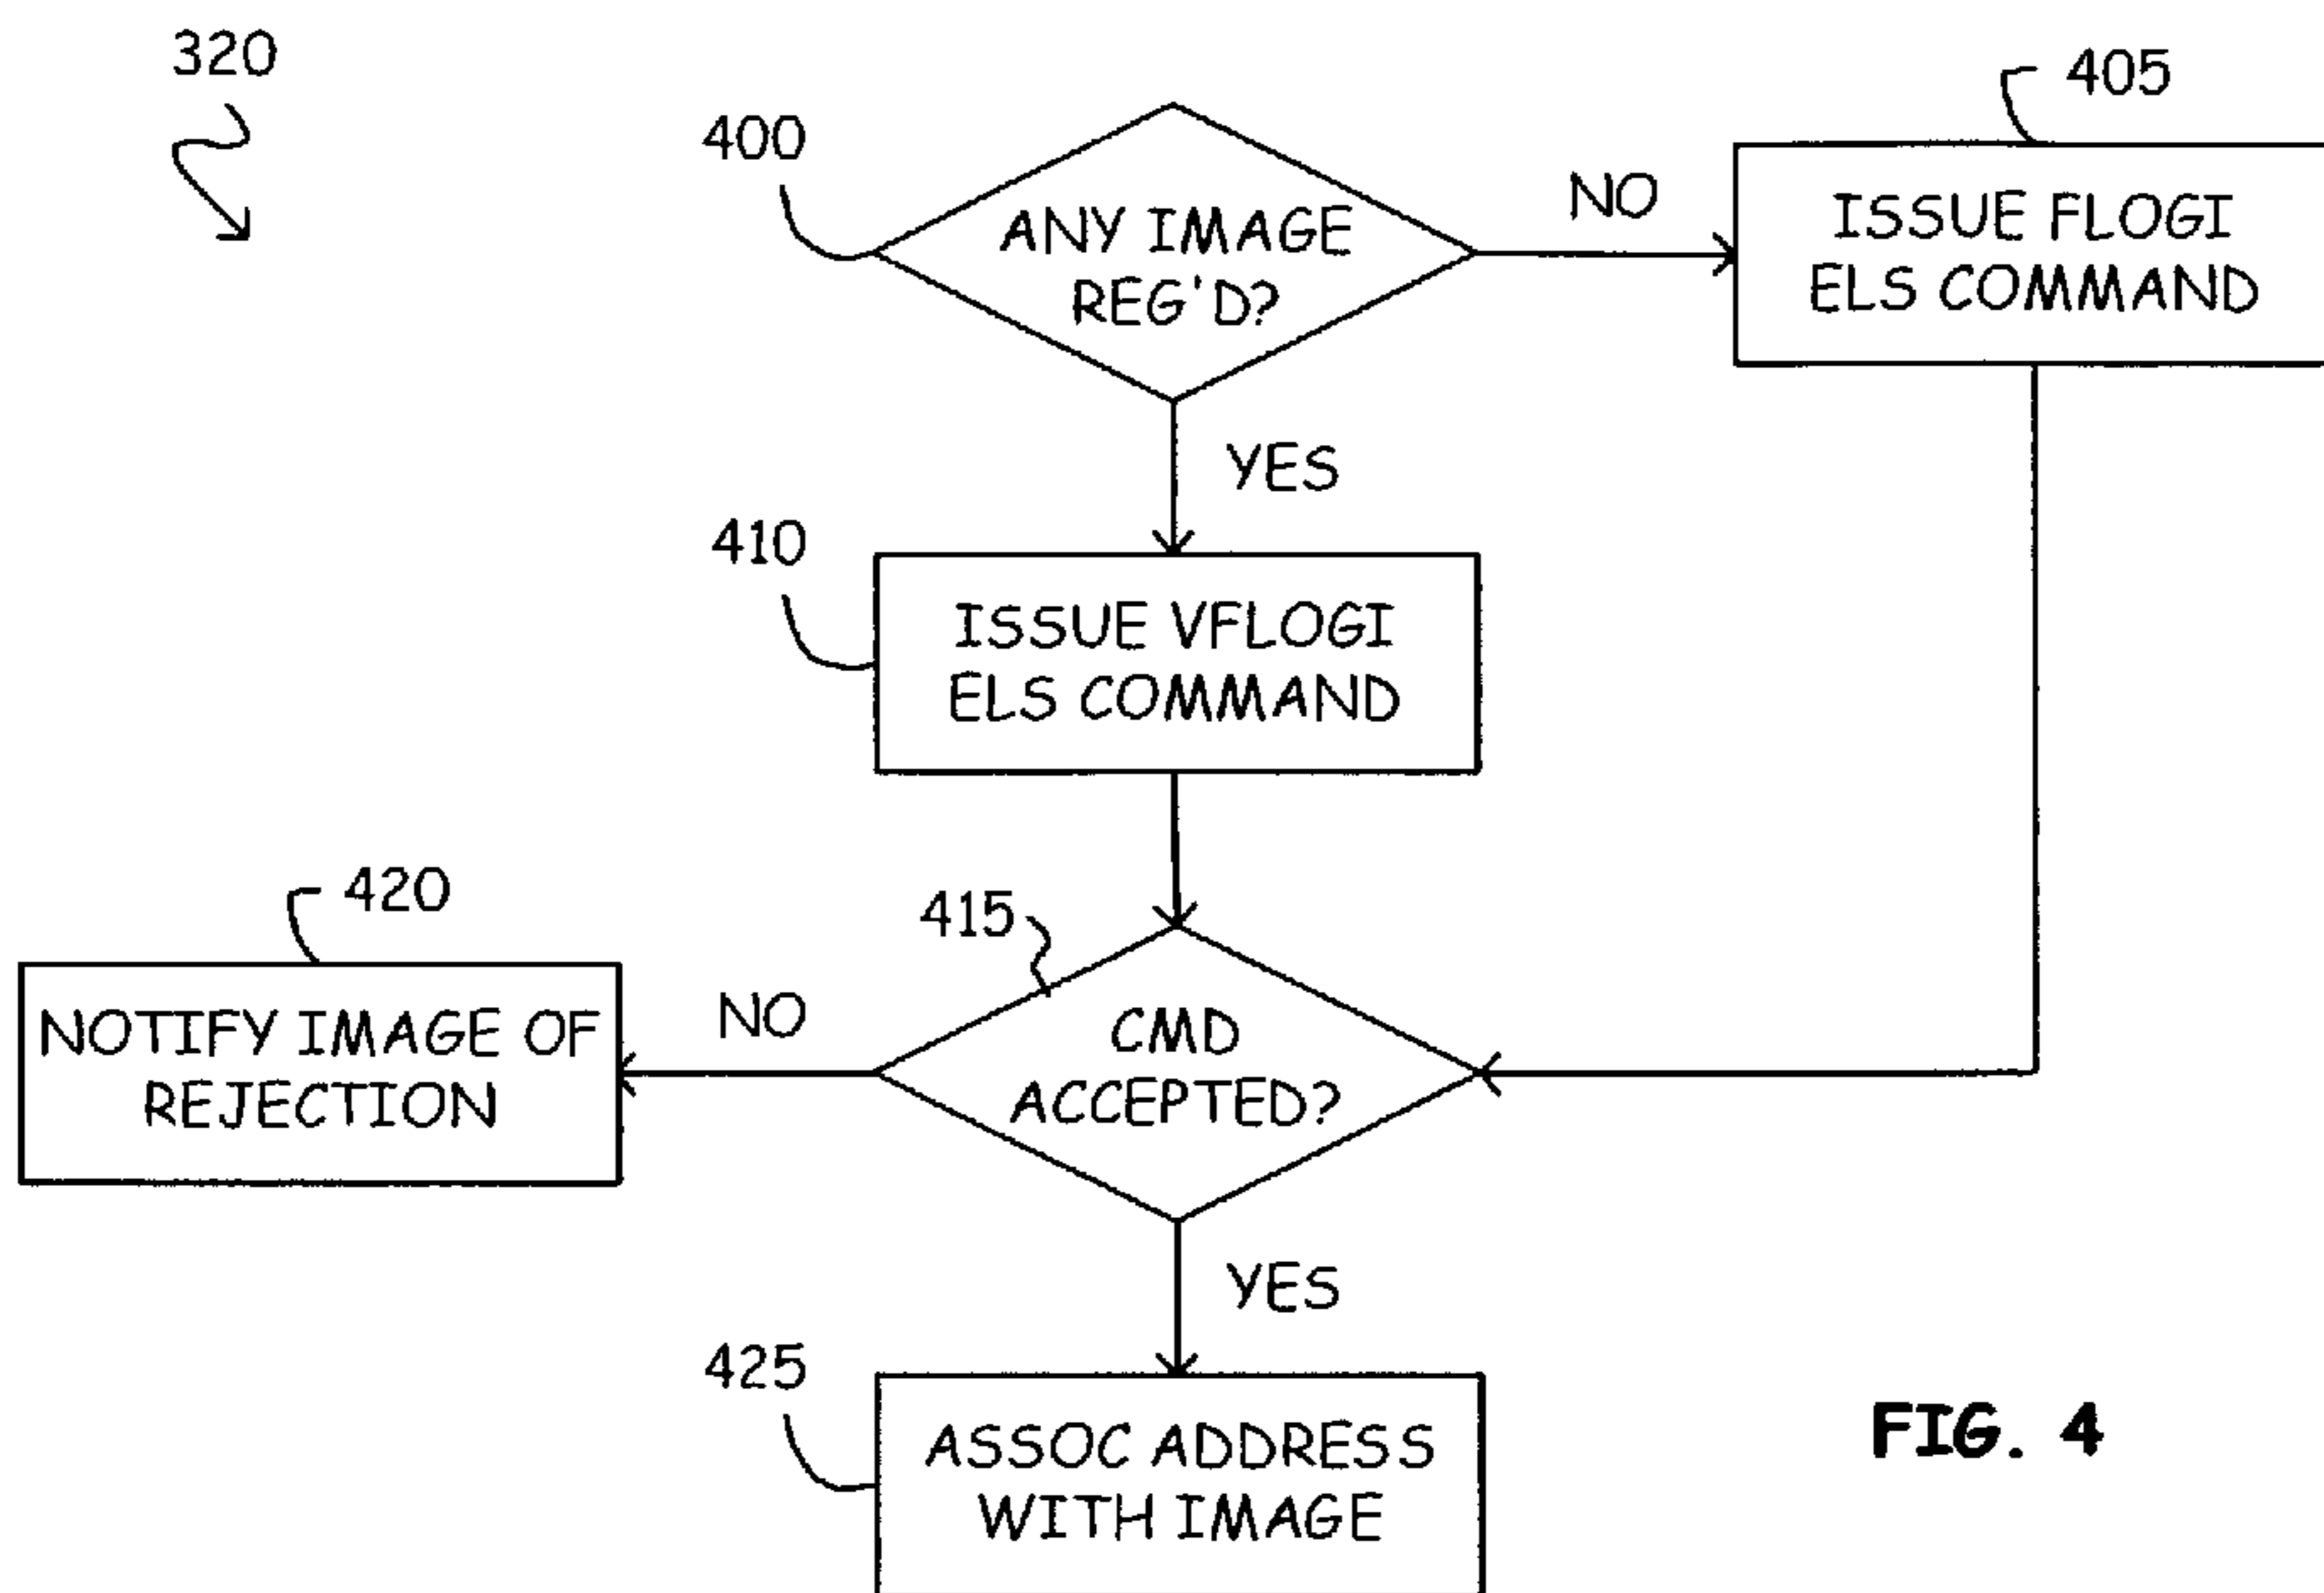 320
400
405
ANY IMAGE
REG'D?
NO
ISSUE FLOGI
ELS COMMAND
YES
410
ISSUE VFLOGI
ELS COMMAND
420
415
NOTIFY IMAGE OF
REJECTION
NO
CMD
ACCEPTED?
YES
425
ASSOC ADDRESS
WITH IMAGE
FIG. 4